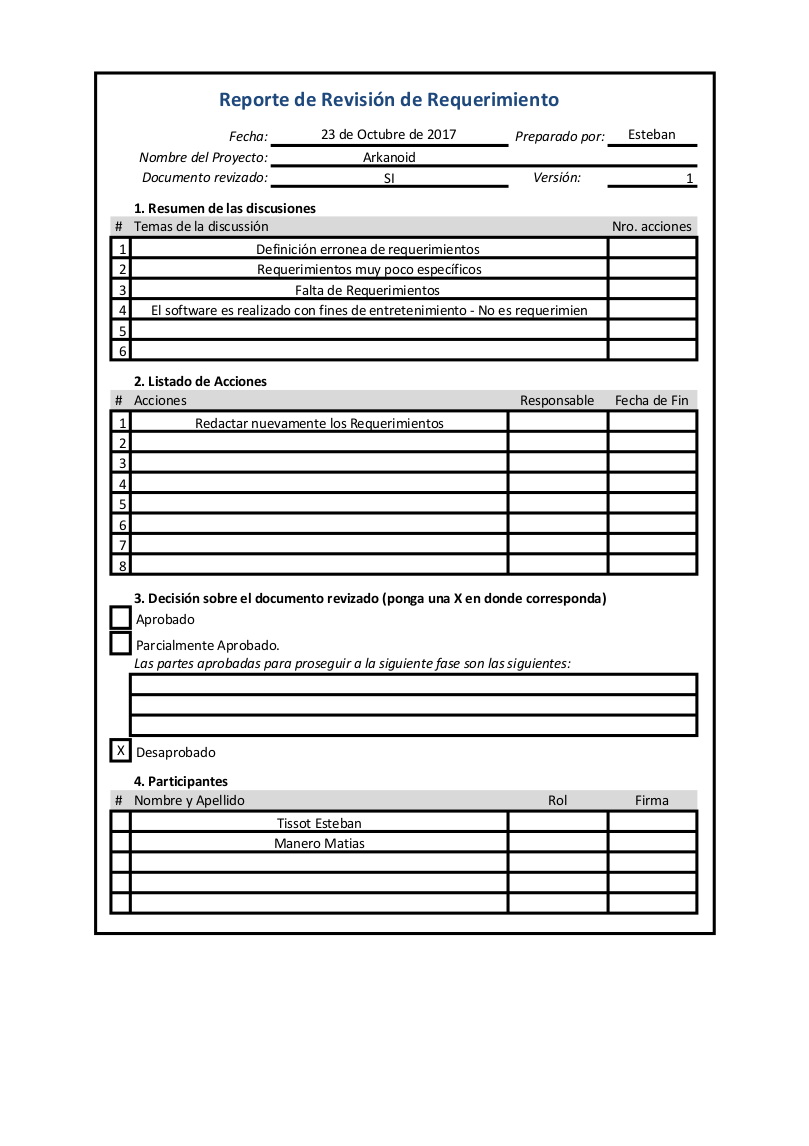 Reporte de Revisión de Requerimiento
Fecha: 23 de Octubre de 2017 Preparado por: Esteban
Nombre del Proyecto: Arkanoid
Documento revizado: SI Versión: 1
1. Resumen de las discusiones
# Temas de la discussión Nro. acciones
1 Definición erronea de requerimientos
2 Requerimientos muy poco específicos
3 Falta de Requerimientos
4 El software es realizado con fines de entretenimiento - No es requerimien
5
6
2. Listado de Acciones
# Acciones Responsable Fecha de Fin
1 Redactar nuevamente los Requerimientos
2
3
4
5
6
7
8
3. Decisión sobre el documento revizado (ponga una X en donde corresponda)
Aprobado
Parcialmente Aprobado.
Las partes aprobadas para proseguir a la siguiente fase son las siguientes:
X Desaprobado
4. Participantes
# Nombre y Apellido Rol Firma
Tissot Esteban
Manero Matias